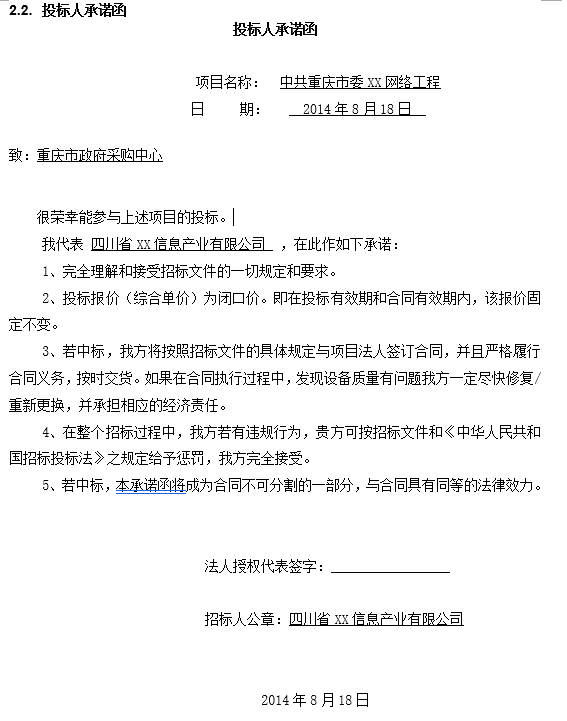 2.2. 投标人承诺函
投标人承诺函
项目名称： 中共重庆市委 XX 网络工程
日 期： 2014 年 8 月 18 日
致：重庆市政府采购中心
很荣幸能参与上述项目的投标。
我代表 四川省 XX 信息产业有限公司 ，在此作如下承诺：
1、完全理解和接受招标文件的一切规定和要求。
2、投标报价（综合单价）为闭口价。即在投标有效期和合同有效期内，该报价固
定不变。
3、若中标，我方将按照招标文件的具体规定与项目法人签订合同，并且严格履行
合同义务，按时交货。如果在合同执行过程中，发现设备质量有问题我方一定尽快修复/
重新更换，并承担相应的经济责任。
4、在整个招标过程中，我方若有违规行为，贵方可按招标文件和《中华人民共和
国招标投标法》之规定给予惩罚，我方完全接受。
5、若中标，本承诺函将成为合同不可分割的一部分，与合同具有同等的法律效力。
法人授权代表签字：
招标人公章：四川省 XX 信息产业有限公司
2014 年 8 月 18 日